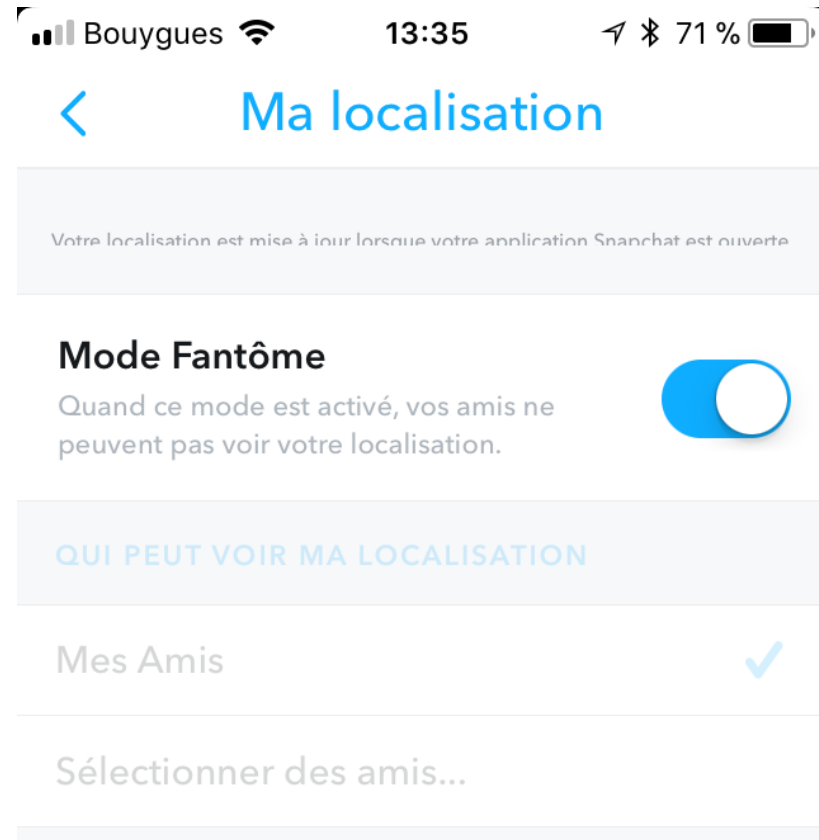 Bouygues 13:35 71 %
Ma localisation
Votre localisation est mise à jour lorsque votre application Snapchat est ouverte
Mode Fantôme
Quand ce mode est activé, vos amis ne
peuvent pas voir votre localisation.
QUI PEUT VOIR MA LOCALISATION
Mes Amis
Sélectionner des amis...